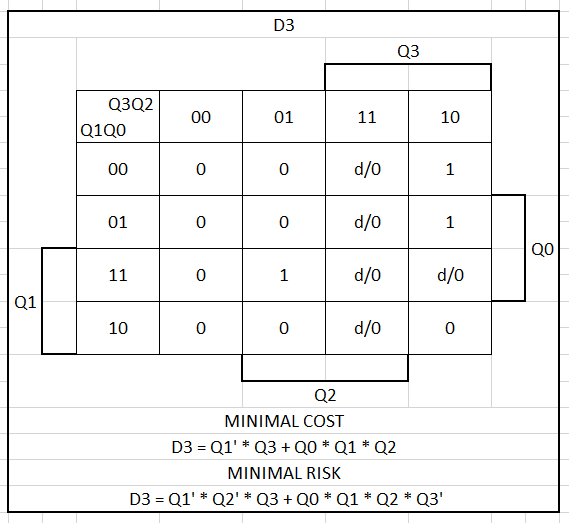 D3
Q3
Q3Q2
Q1Q0 00 01 11 10
00 0 0 d/0 1
01 0 0 d/0 1
Q0
11 0 1 d/0 d/0
Q1
10 0 0 d/0 0
Q2
MINIMAL COST
D3 = Q1' * Q3 + Q0 * Q1 * Q2
MINIMAL RISK
D3 = Q1' * Q2' * Q3 + Q0 * Q1 * Q2 * Q3'